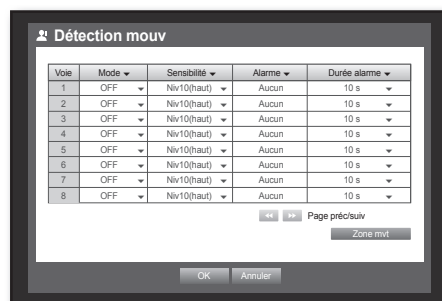 Détection mouv
Voie Mode Sensibilité Alarme Durée alarme
1 OFF Niv10(haut) Aucun 10 s
2 OFF Niv10(haut) Aucun 10 s
3 OFF Niv10(haut) Aucun 10 s
4 OFF Niv10(haut) Aucun 10 s
5 OFF Niv10(haut) Aucun 10 s
6 OFF Niv10(haut) Aucun 10 s
7 OFF Niv10(haut) Aucun 10 s
8 OFF Niv10(haut) Aucun 10 s
Page préc/suiv
Zone mvt
OK Annuler